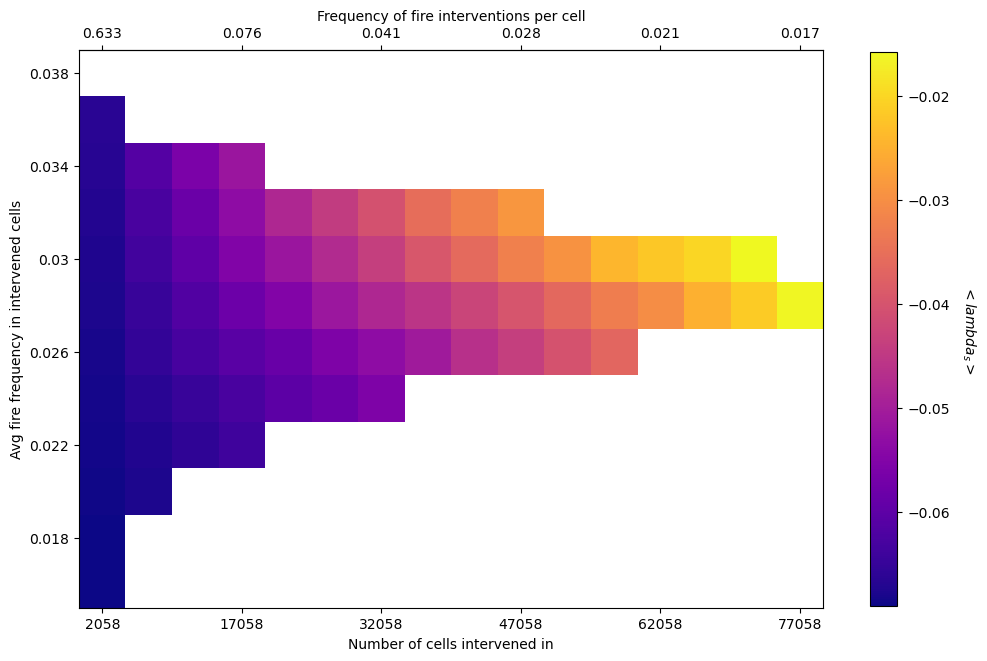 Frequency of fire interventions per cell
0.633 0.076 0.041 0.028 0.021 0.017
Avg fire frequency in intervened cells
0.038
0.034
0.03
0.026
0.022
0.018
2058 17058 32058 47058 62058 77058
Number of cells intervened in
−0.02
−0.03
−0.04
−0.05
−0.06
< lambda_s >